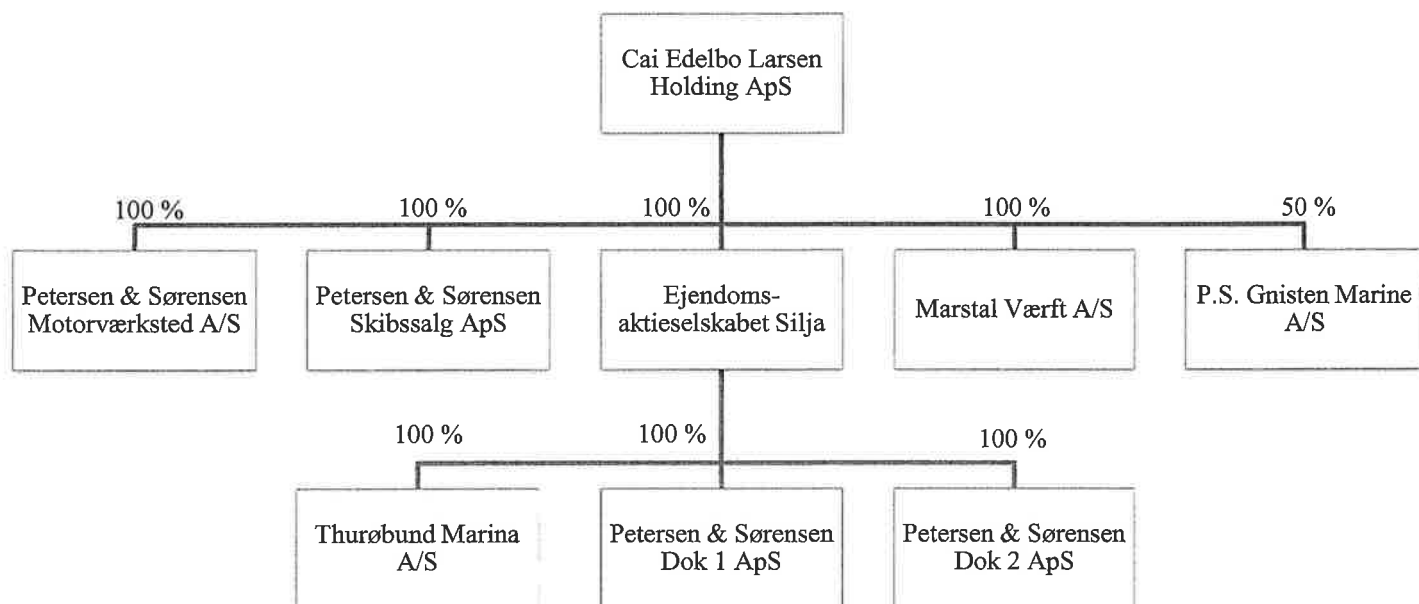 Cai Edelbo Larsen
Holding ApS
100 %
100 %
100 %
100 %
50 %
Petersen & Sørensen
Motorværksted A/S
Petersen & Sørensen
Skibssalg ApS
Ejendoms-
aktieselskabet Silja
Marstal Værft A/S
P.S. Gnisten Marine
A/S
100 %
100 %
100 %
Thurøbund Marina
A/S
Petersen & Sørensen
Dok 1 ApS
Petersen & Sørensen
Dok 2 ApS